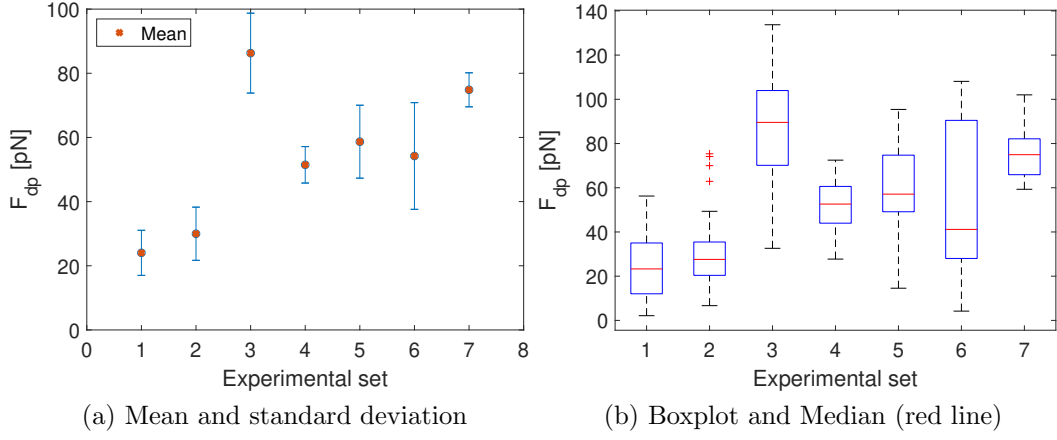 100
80
60
40
20
0
F_dp [pN]
Mean
0 1 2 3 4 5 6 7 8
Experimental set
(a) Mean and standard deviation
140
120
100
80
60
40
20
0
F_dp [pN]
1 2 3 4 5 6 7
Experimental set
(b) Boxplot and Median (red line)